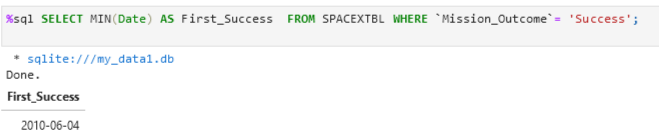 %sql SELECT MIN(Date) AS First_Success  FROM SPACEXTBL WHERE `Mission_Outcome`= 'Success';
* sqlite:///my_data1.db
Done.
First_Success
2010-06-04